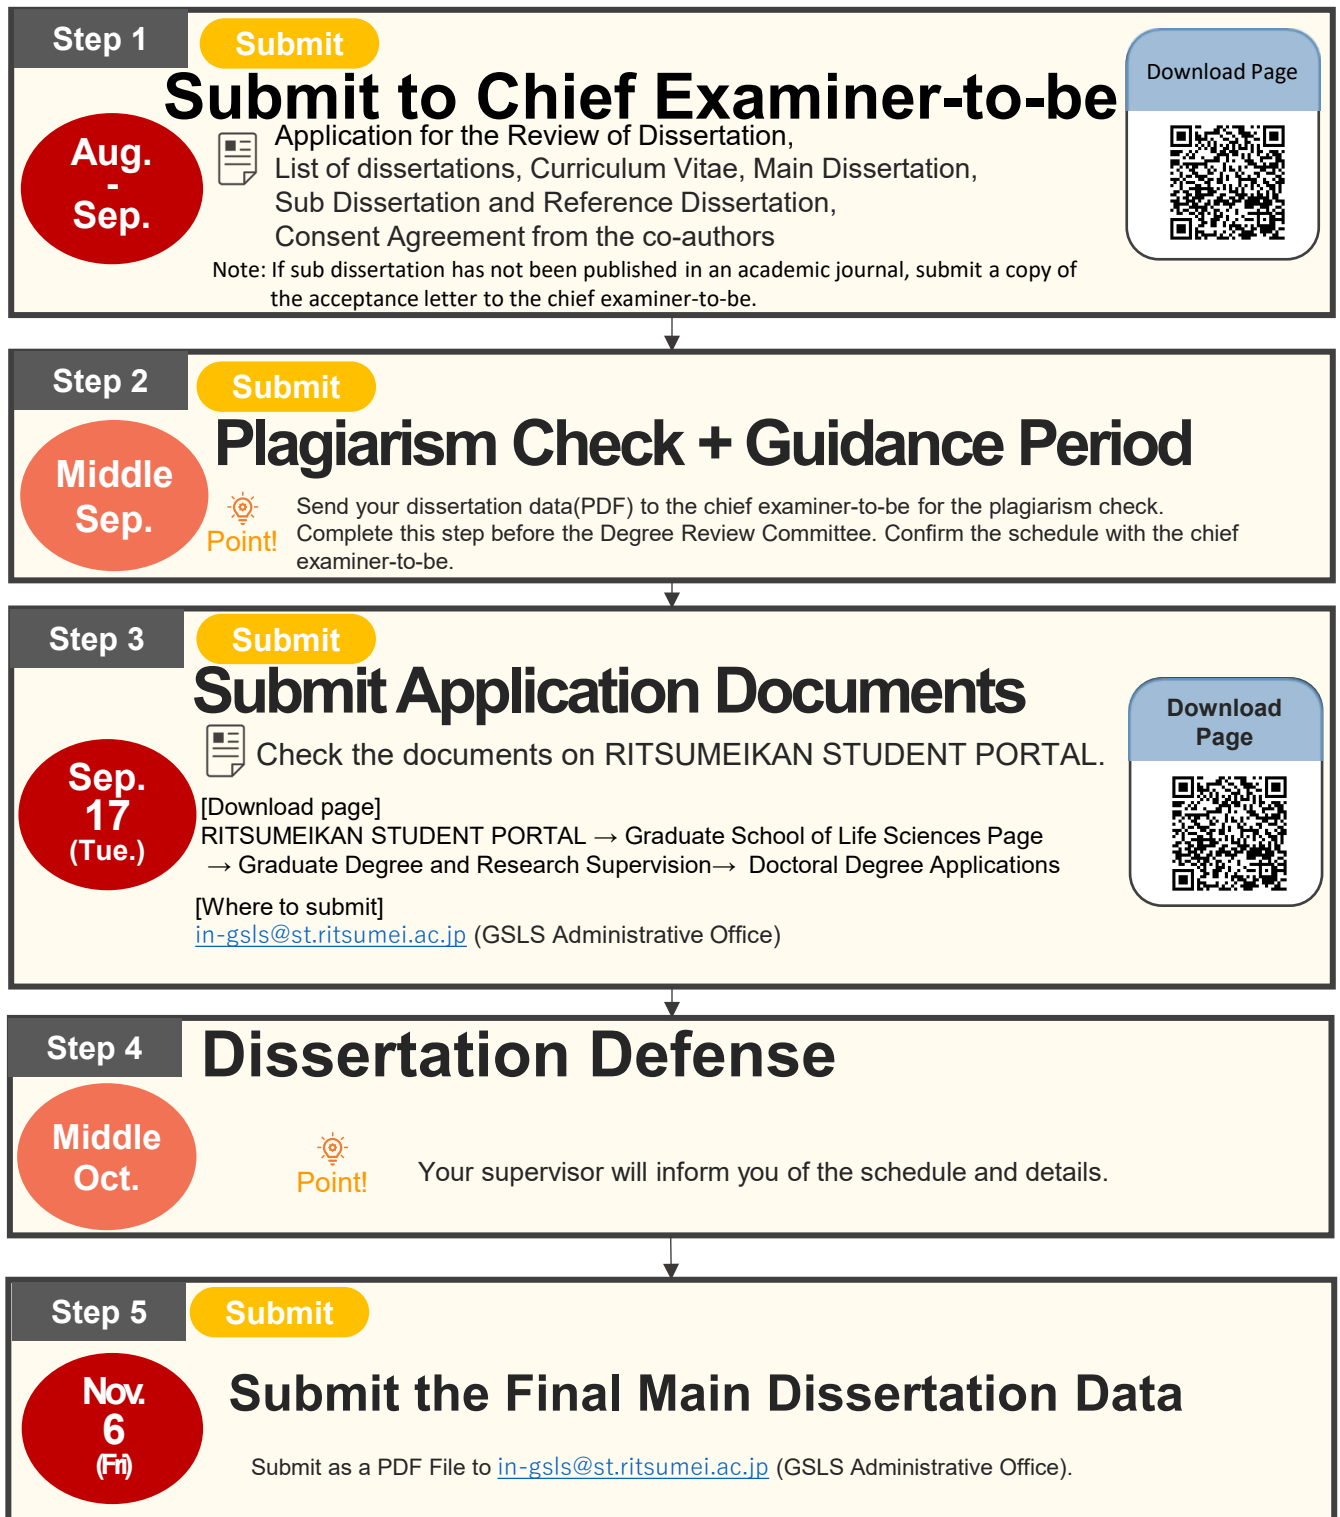 Step 1
Submit
Submit to Chief Examiner-to-be
Download Page
Aug.
-
Sep.
Application for the Review of Dissertation,
List of dissertations, Curriculum Vitae, Main Dissertation,
Sub Dissertation and Reference Dissertation,
Consent Agreement from the co-authors
Note: If sub dissertation has not been published in an academic journal, submit a copy of
the acceptance letter to the chief examiner-to-be.
Step 2
Submit
Plagiarism Check + Guidance Period
Middle
Sep.
Point!
Send your dissertation data(PDF) to the chief examiner-to-be for the plagiarism check.
Complete this step before the Degree Review Committee. Confirm the schedule with the chief
examiner-to-be.
Step 3
Submit
Submit Application Documents
Download
Page
Sep.
17
(Tue.)
Check the documents on RITSUMEIKAN STUDENT PORTAL.
[Download page]
RITSUMEIKAN STUDENT PORTAL → Graduate School of Life Sciences Page
→ Graduate Degree and Research Supervision→ Doctoral Degree Applications
[Where to submit]
in-gsls@st.ritsumei.ac.jp (GSLS Administrative Office)
Step 4
Dissertation Defense
Middle
Oct.
Point!
Your supervisor will inform you of the schedule and details.
Step 5
Submit
Nov.
6
(Fri)
Submit the Final Main Dissertation Data
Submit as a PDF File to in-gsls@st.ritsumei.ac.jp (GSLS Administrative Office).